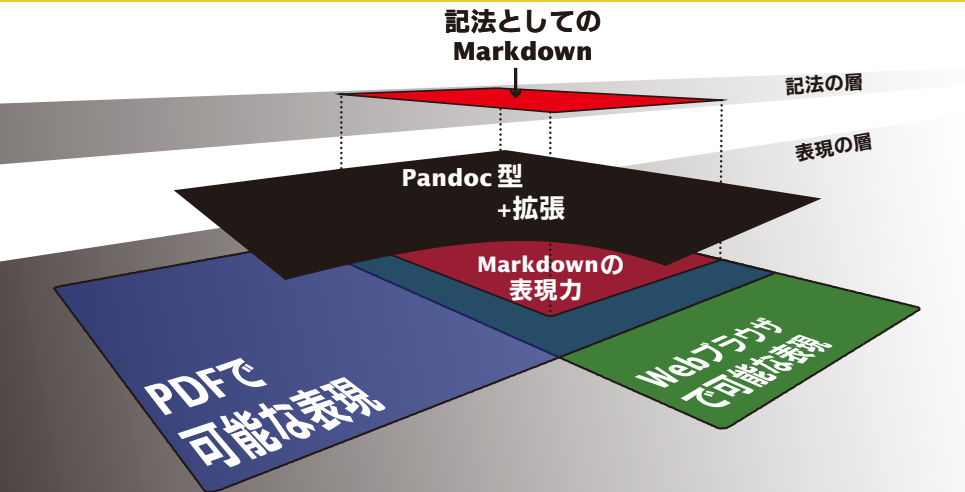 記法としての
Markdown
記法の層
表現の層
Pandoc 型
+拡張
Markdownの
表現力
PDFで
可能な表現
Webブラウザ
で可能な表現